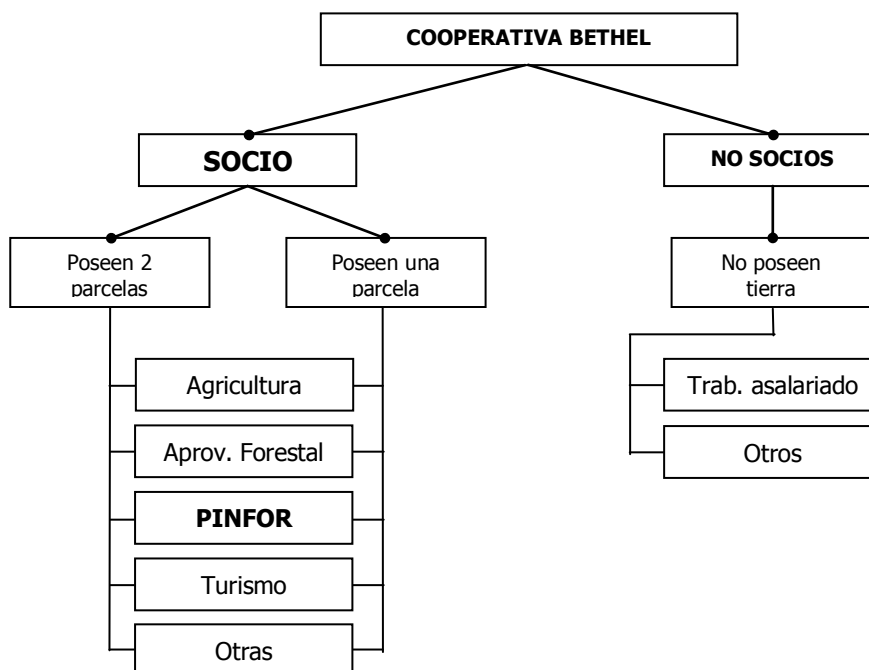 COOPERATIVA BETHEL
SOCIO
NO SOCIOS
Poseen 2
parcelas
Poseen una
parcela
No poseen
tierra
Agricultura
Aprov. Forestal
PINFOR
Turismo
Otras
Trab. asalariado
Otros